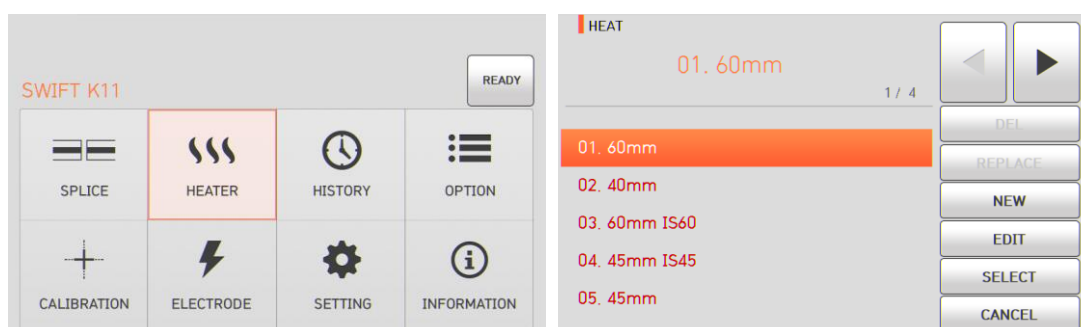 SWIFT K11
READY
SPLICE
HEATER
HISTORY
OPTION
CALIBRATION
ELECTRODE
SETTING
INFORMATION
HEAT
01. 60mm
1/ 4
01. 60mm
02. 40mm
03. 60mm IS60
04. 45mm IS45
05. 45mm
DEL
REPLACE
NEW
EDIT
SELECT
CANCEL